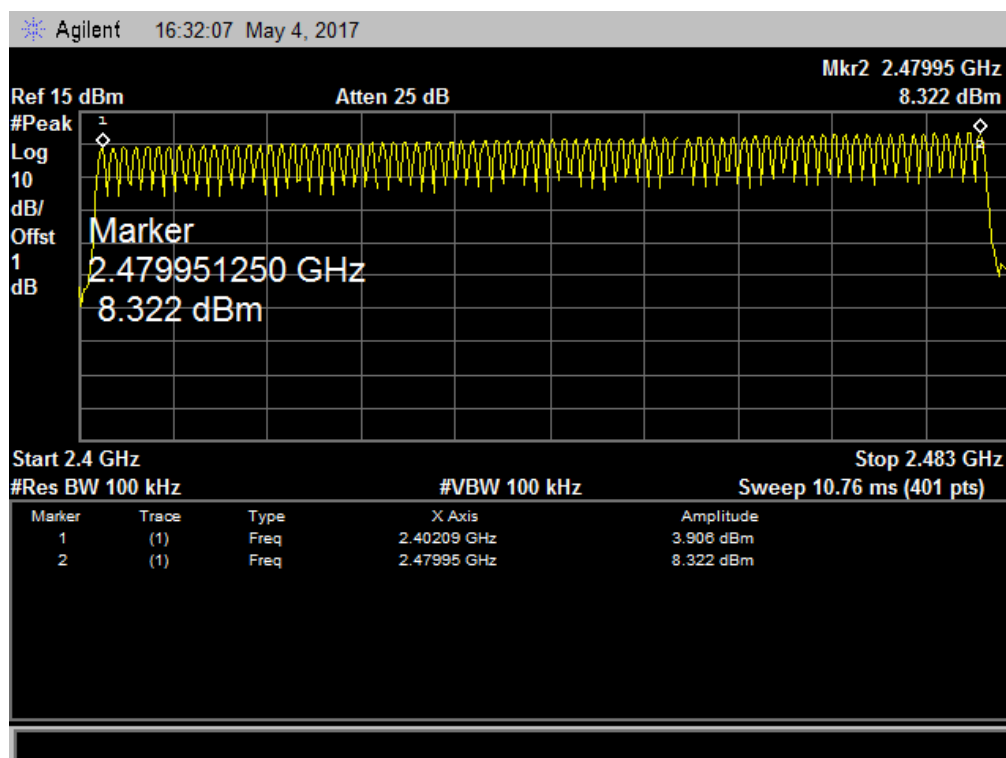 Agilent 16:32:07 May 4, 2017
Mkr2 2.47995 GHz
Ref 15 dBm Atten 25 dB 8.322 dBm
#Peak
Log
10
dB/
Offst
1
dB
1
2
Marker
2.479951250 GHz
8.322 dBm
Start 2.4 GHz Stop 2.483 GHz
#Res BW 100 kHz #VBW 100 kHz Sweep 10.76 ms (401 pts)
Marker Trace Type X Axis Amplitude
1 (1) Freq 2.40209 GHz 3.906 dBm
2 (1) Freq 2.47995 GHz 8.322 dBm